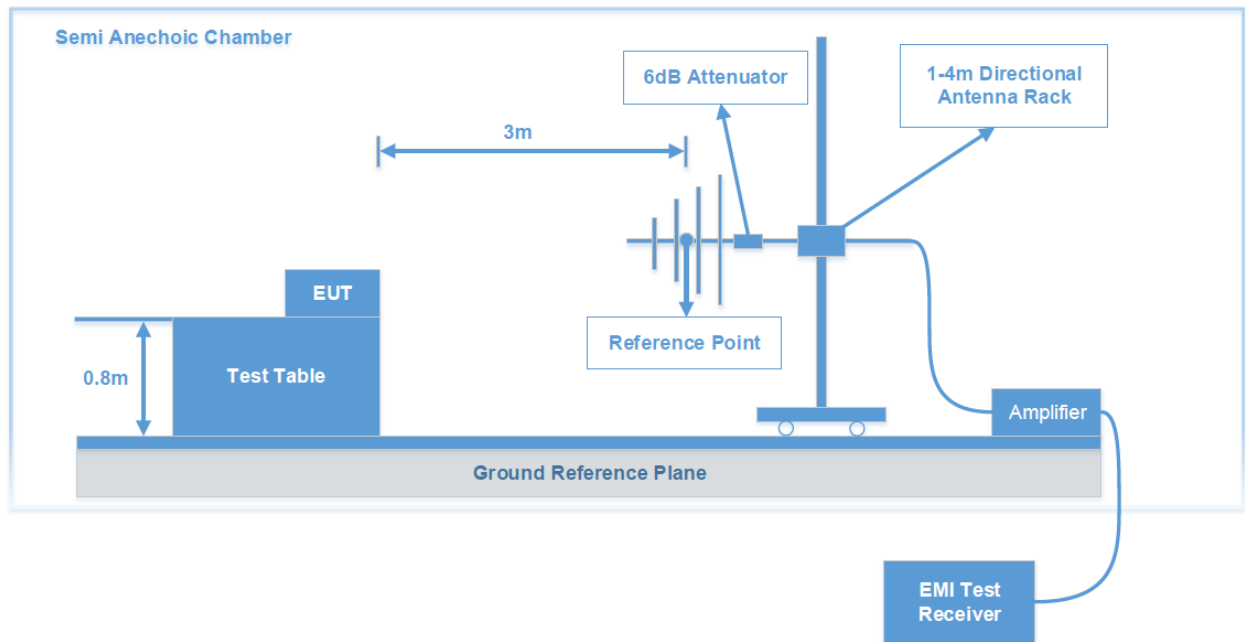 Semi Anechoic Chamber
6dB Attenuator
1-4m Directional
Antenna Rack
3m
EUT
Reference Point
0.8m
Test Table
Amplifier
Ground Reference Plane
EMI Test
Receiver